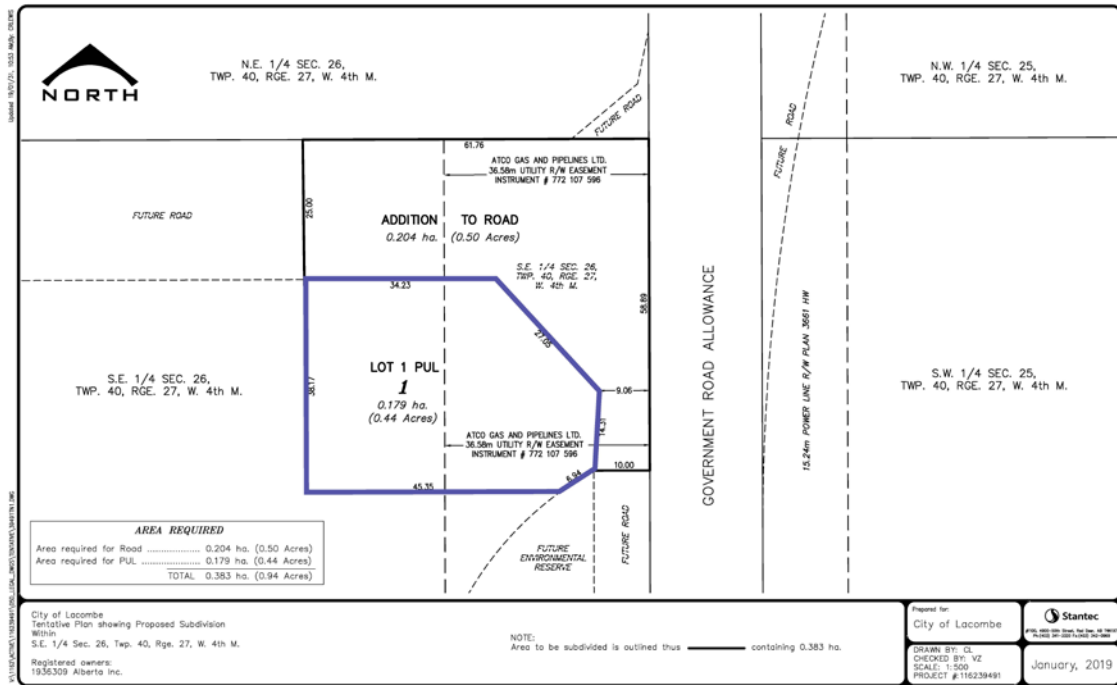 Updated 19/01/31, 10:53 AM
NORTH
N.E. 1/4 SEC. 26,
TWP. 40, RGE. 27, W. 4th M.
N.W. 1/4 SEC. 25,
TWP. 40, RGE. 27, W. 4th M.
FUTURE ROAD
FUTURE ROAD
61.76
ATCO GAS AND PIPELINES LTD.
36.58m UTILITY R/W EASEMENT
INSTRUMENT # 772 107 596
FUTURE ROAD
25.00
ADDITION TO ROAD
0.204 ha. (0.50 Acres)
S.E. 1/4 SEC. 26,
TWP. 40, RGE. 27,
W. 4th M.
34.23
27.05
58.89
GOVERNMENT ROAD ALLOWANCE
15.24m POWER LINE R/W PLAN 3661 HW
S.E. 1/4 SEC. 26,
TWP. 40, RGE. 27, W. 4th M.
38.17
LOT 1 PUL
1
0.179 ha.
(0.44 Acres)
9.06
14.31
S.W. 1/4 SEC. 25,
TWP. 40, RGE. 27, W. 4th M.
ATCO GAS AND PIPELINES LTD.
36.58m UTILITY R/W EASEMENT
INSTRUMENT # 772 107 596
10.00
6.94
45.35
FUTURE ENVIRONMENTAL RESERVE
FUTURE ROAD
AREA REQUIRED
Area required for Road .................. 0.204 ha. (0.50 Acres)
Area required for PUL .................. 0.179 ha. (0.44 Acres)
TOTAL 0.383 ha. (0.94 Acres)
City of Lacombe
Tentative Plan showing Proposed Subdivision
Within
S.E. 1/4 Sec. 26, Twp. 40, Rge. 27, W. 4th M.
Registered owners:
1936309 Alberta Inc.
NOTE:
Area to be subdivided is outlined thus containing 0.383 ha.
Prepared for:
City of Lacombe
Stantec
DRAWN BY: CL
CHECKED BY: VZ
SCALE: 1:500
PROJECT #:116239491
January, 2019